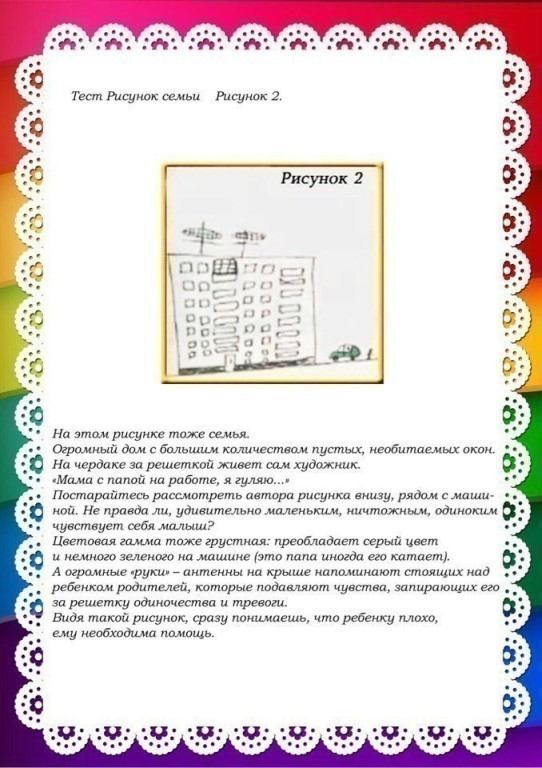 Тест Рисунок семьи    Рисунок 2.
Рисунок 2
На этом рисунке тоже семья.
Огромный дом с большим количеством пустых, необитаемых окон.
На чердаке за решеткой живет сам художник.
«Мама с папой на работе, я гуляю...»
Постарайтесь рассмотреть автора рисунка внизу, рядом с маши-
ной. Не правда ли, удивительно маленьким, ничтожным, одиноким
чувствует себя малыш?
Цветовая гамма тоже грустная: преобладает серый цвет
и немного зеленого на машине (это папа иногда его катает).
А огромные «руки» – антенны на крыше напоминают стоящих над
ребенком родителей, которые подавляют чувства, запирающих его
за решетку одиночества и тревоги.
Видя такой рисунок, сразу понимаешь, что ребенку плохо,
ему необходима помощь.